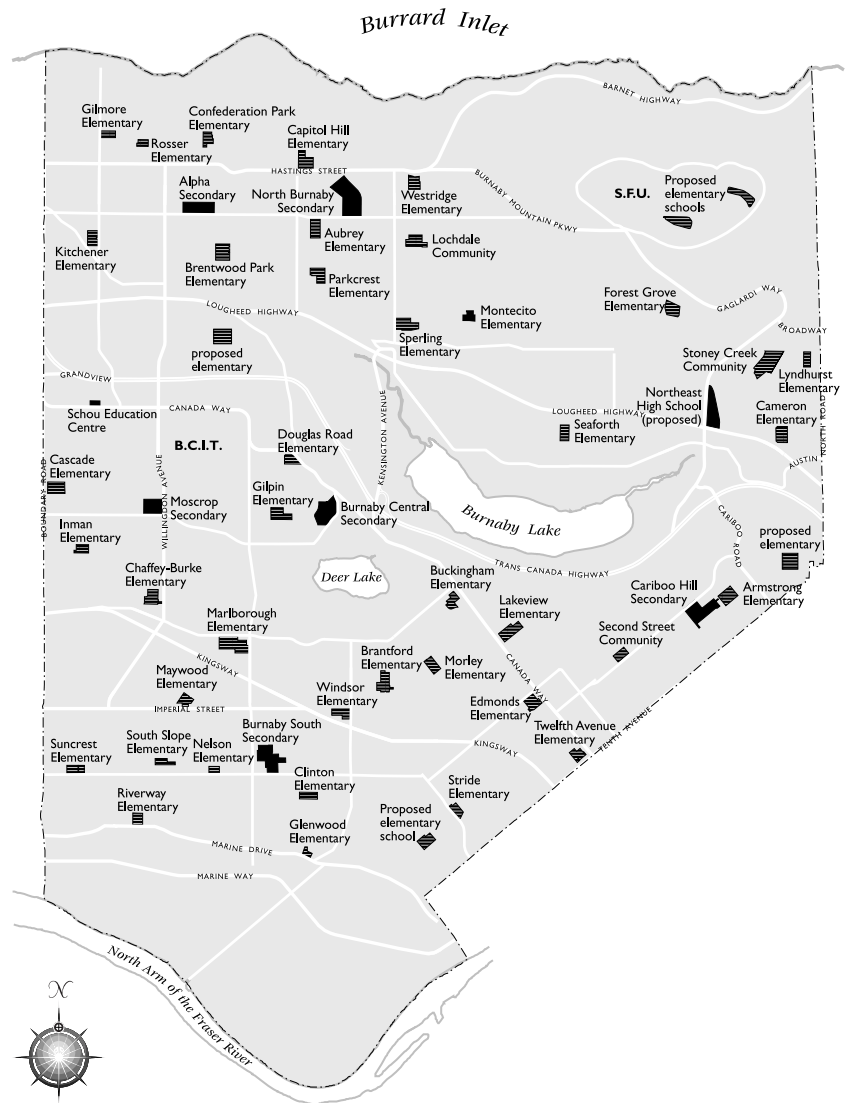 Burrard Inlet
BARNET HIGHWAY
Gilmore
Elementary
Confederation Park
Elementary
Rosser
Elementary
Capitol Hill
Elementary
HASTINGS STREET
BURNABY MOUNTAIN PKWY
Alpha
Secondary
North Burnaby
Secondary
Westridge
Elementary
S.F.U.
Proposed
elementary
schools
Kitchener
Elementary
Brentwood Park
Elementary
Aubrey
Elementary
Lochdale
Community
Parkcrest
Elementary
LOUGHEED HIGHWAY
Montecito
Elementary
Forest Grove
Elementary
GAGLARDI WAY
BROADWAY
proposed
elementary
Sperling
Elementary
Stoney Creek
Community
Lyndhurst
Elementary
GRANDVIEW
Schou Education
Centre
CANADA WAY
KENSINGTON AVENUE
Northeast
High School
(proposed)
LOUGHEED HIGHWAY
Seaforth
Elementary
Cameron
Elementary
NORTH ROAD
AUSTIN
B.C.I.T.
Douglas Road
Elementary
Cascade
Elementary
BOUNDARY ROAD
WILLINGDON AVENUE
Moscrop
Secondary
Gilpin
Elementary
Burnaby Central
Secondary
Burnaby Lake
CARIBOO ROAD
Inman
Elementary
proposed
elementary
TRANS CANADA HIGHWAY
Deer Lake
Chaffey-Burke
Elementary
Buckingham
Elementary
Cariboo Hill
Secondary
Armstrong
Elementary
Lakeview
Elementary
Marlborough
Elementary
Second Street
Community
KINGSWAY
Brantford
Elementary
Morley
Elementary
CANADA WAY
Maywood
Elementary
Windsor
Elementary
Edmonds
Elementary
IMPERIAL STREET
Burnaby South
Secondary
Twelfth Avenue
Elementary
TENTH AVENUE
Suncrest
Elementary
South Slope
Elementary
Nelson
Elementary
KINGSWAY
Clinton
Elementary
Stride
Elementary
Riverway
Elementary
Proposed
elementary
school
Glenwood
Elementary
MARINE DRIVE
MARINE WAY
North Arm of the Fraser River
N